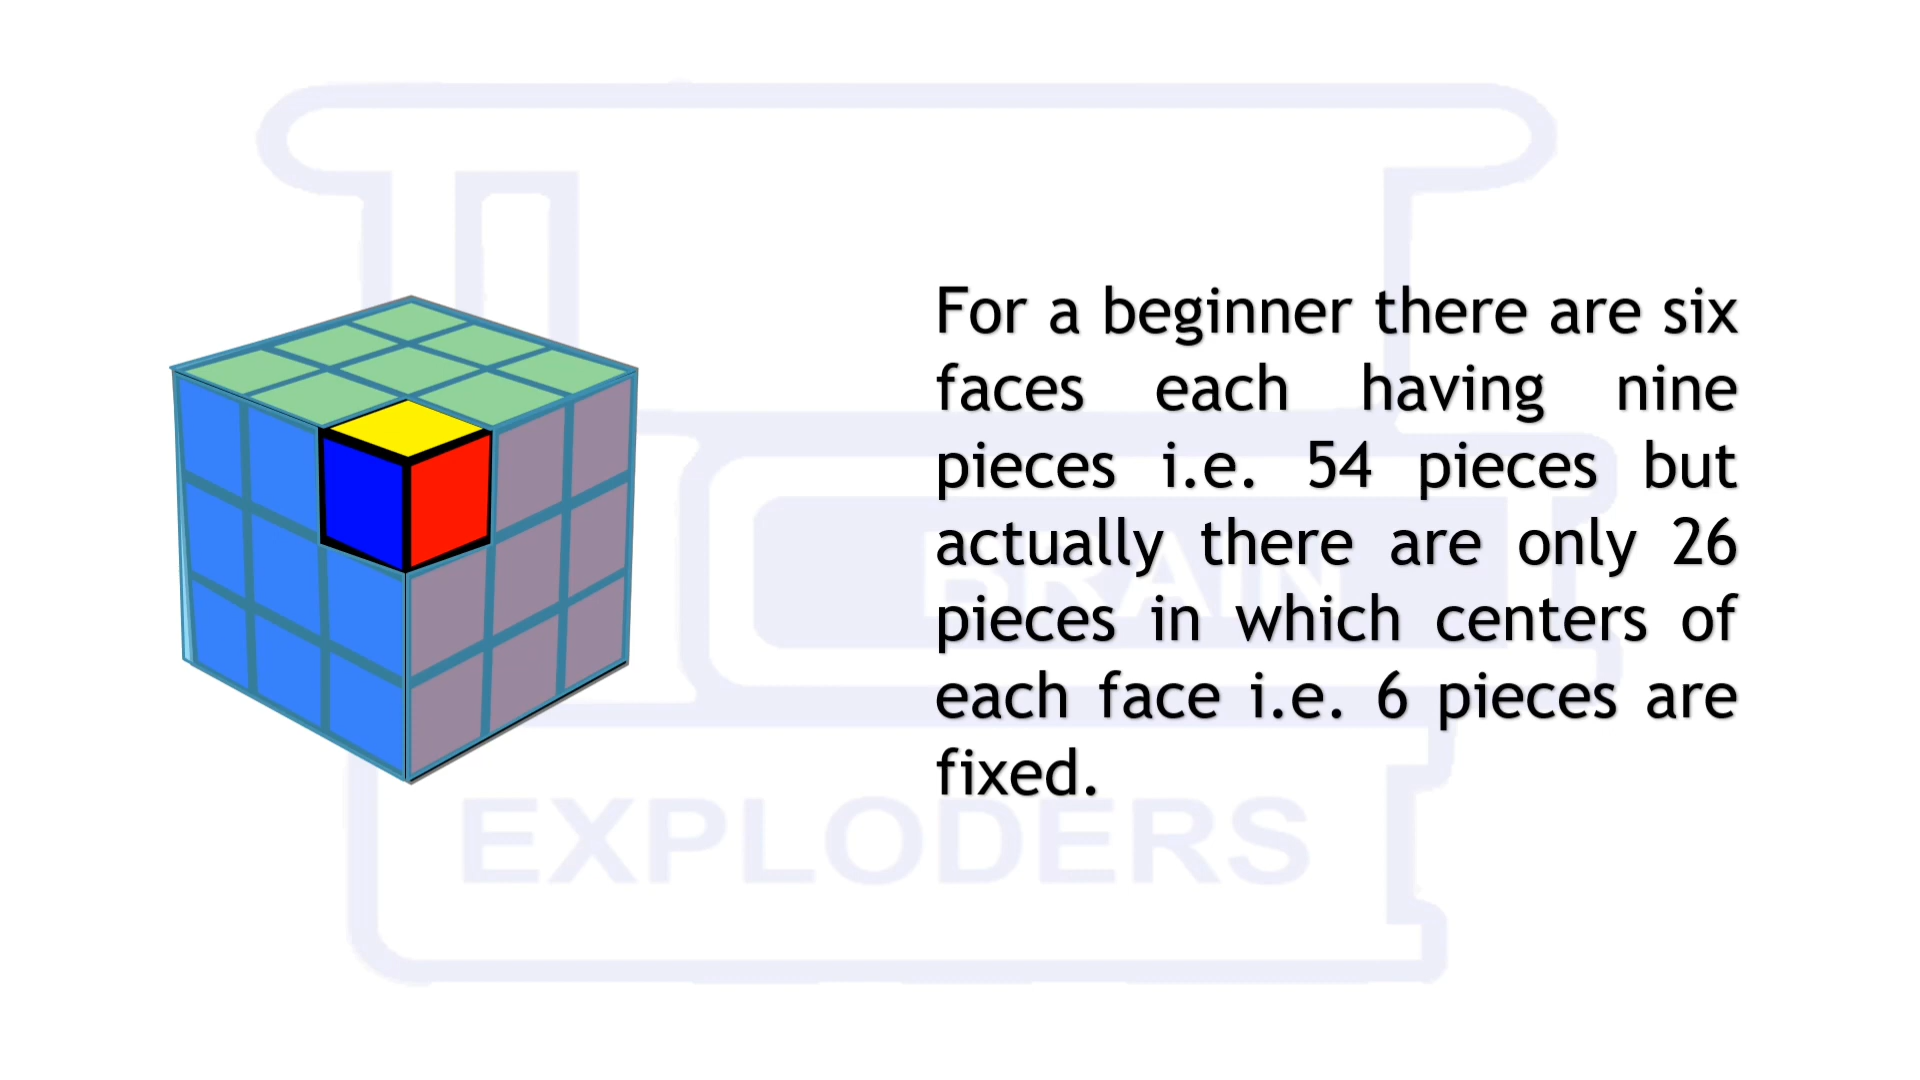 For a beginner there are six
faces each having nine
pieces i.e. 54 pieces but
actually there are only 26
pieces in which centers of
each face i.e. 6 pieces are
fixed.
BRAIN
EXPLODERS